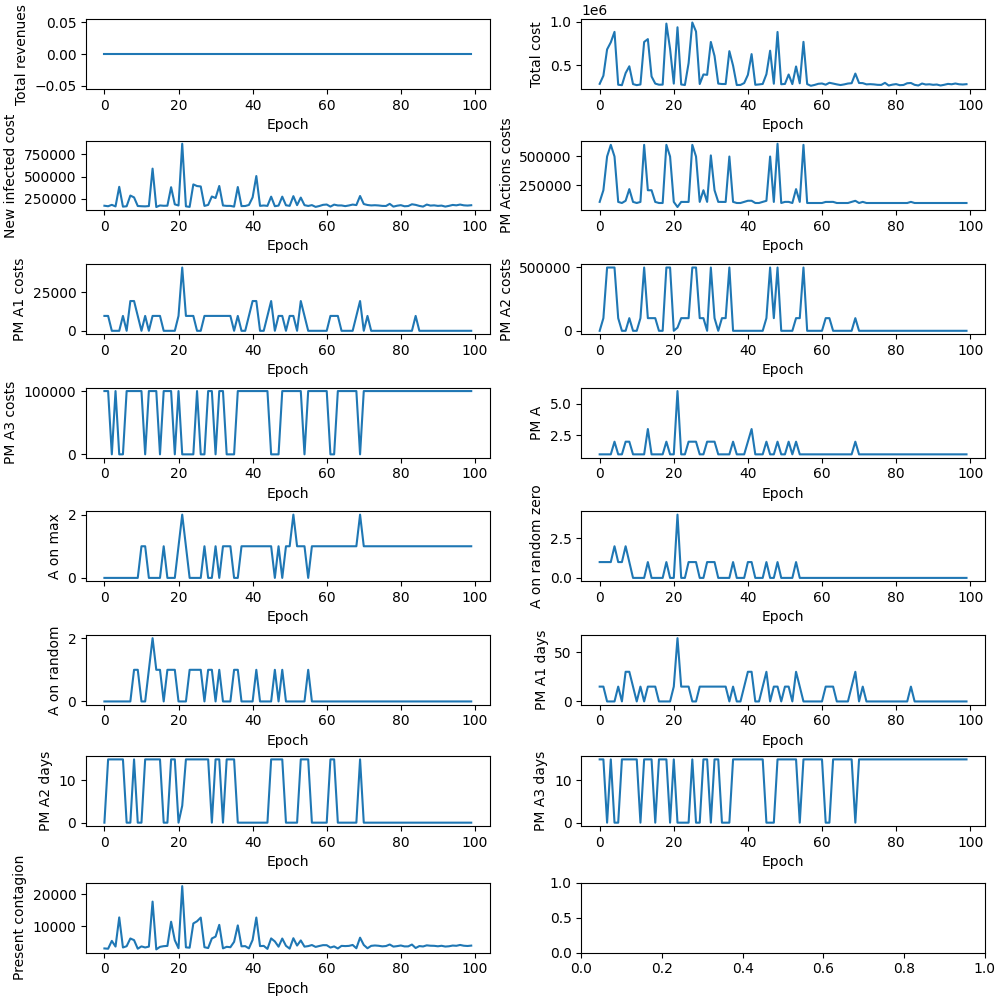 Total revenues
0.05
0.00
−0.05
0 20 40 60 80 100
Epoch
1e6
Total cost
1.0
0.5
0 20 40 60 80 100
Epoch
New infected cost
750000
500000
250000
0 20 40 60 80 100
Epoch
PM Actions costs
500000
250000
0 20 40 60 80 100
Epoch
PM A1 costs
25000
0
0 20 40 60 80 100
Epoch
PM A2 costs
500000
0
0 20 40 60 80 100
Epoch
PM A3 costs
100000
0
0 20 40 60 80 100
Epoch
PM A
5.0
2.5
0 20 40 60 80 100
Epoch
A on max
2
0
0 20 40 60 80 100
Epoch
A on random zero
2.5
0.0
0 20 40 60 80 100
Epoch
A on random
2
0
0 20 40 60 80 100
Epoch
PM A1 days
50
0
0 20 40 60 80 100
Epoch
PM A2 days
10
0
0 20 40 60 80 100
Epoch
PM A3 days
10
0
0 20 40 60 80 100
Epoch
Present contagion
20000
10000
0 20 40 60 80 100
Epoch
1.0
0.5
0.0
0.0 0.2 0.4 0.6 0.8 1.0